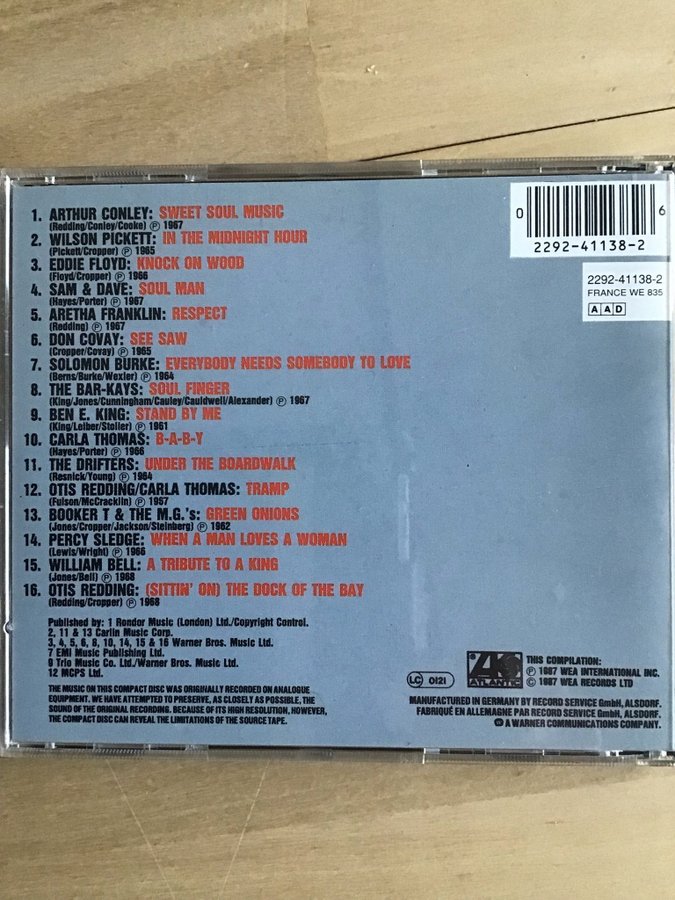 1. ARTHUR CONLEY: SWEET SOUL MUSIC
(Redding/Conley/Cooke) ℗ 1967
2. WILSON PICKETT: IN THE MIDNIGHT HOUR
(Pickett/Cropper) ℗ 1965
3. EDDIE FLOYD: KNOCK ON WOOD
(Floyd/Cropper) ℗ 1966
4. SAM & DAVE: SOUL MAN
(Hayes/Porter) ℗ 1967
5. ARETHA FRANKLIN: RESPECT
(Redding) ℗ 1967
6. DON COVAY: SEE SAW
(Cropper/Covay) ℗ 1965
7. SOLOMON BURKE: EVERYBODY NEEDS SOMEBODY TO LOVE
(Berns/Burke/Wexler) ℗ 1964
8. THE BAR-KAYS: SOUL FINGER
(King/Jones/Cunningham/Cauley/Cauldwell/Alexander) ℗ 1967
9. BEN E. KING: STAND BY ME
(King/Leiber/Stoller) ℗ 1961
10. CARLA THOMAS: B-A-B-Y
(Hayes/Porter) ℗ 1966
11. THE DRIFTERS: UNDER THE BOARDWALK
(Resnick/Young) ℗ 1964
12. OTIS REDDING/CARLA THOMAS: TRAMP
(Fulson/McCracklin) ℗ 1957
13. BOOKER T & THE M.G.'s: GREEN ONIONS
(Jones/Cropper/Jackson/Steinberg) ℗ 1962
14. PERCY SLEDGE: WHEN A MAN LOVES A WOMAN
(Lewis/Wright) ℗ 1966
15. WILLIAM BELL: A TRIBUTE TO A KING
(Jones/Bell) ℗ 1968
16. OTIS REDDING: (SITTIN' ON) THE DOCK OF THE BAY
(Redding/Cropper) ℗ 1968
Published by: 1 Rondor Music (London) Ltd./Copyright Control.
2, 11 & 13 Carlin Music Corp.
3, 4, 5, 6, 8, 10, 14, 15 & 16 Warner Bros. Music Ltd.
7 EMI Music Publishing Ltd.
9 Trio Music Co. Ltd./Warner Bros. Music Ltd.
12 MCPS Ltd.
THE MUSIC ON THIS COMPACT DISC WAS ORIGINALLY RECORDED ON ANALOGUE
EQUIPMENT. WE HAVE ATTEMPTED TO PRESERVE, AS CLOSELY AS POSSIBLE, THE
SOUND OF THE ORIGINAL RECORDING. BECAUSE OF ITS HIGH RESOLUTION, HOWEVER,
THE COMPACT DISC CAN REVEAL THE LIMITATIONS OF THE SOURCE TAPE.
0 6
2292-41138-2
2292-41138-2
FRANCE WE 835
AAD
LC 0121
ATLANTIC
THIS COMPILATION:
℗ 1987 WEA INTERNATIONAL INC.
© 1987 WEA RECORDS LTD
MANUFACTURED IN GERMANY BY RECORD SERVICE GmbH, ALSDORF.
FABRIQUÉ EN ALLEMAGNE PAR RECORD SERVICE GmbH, ALSDORF.
A WARNER COMMUNICATIONS COMPANY.